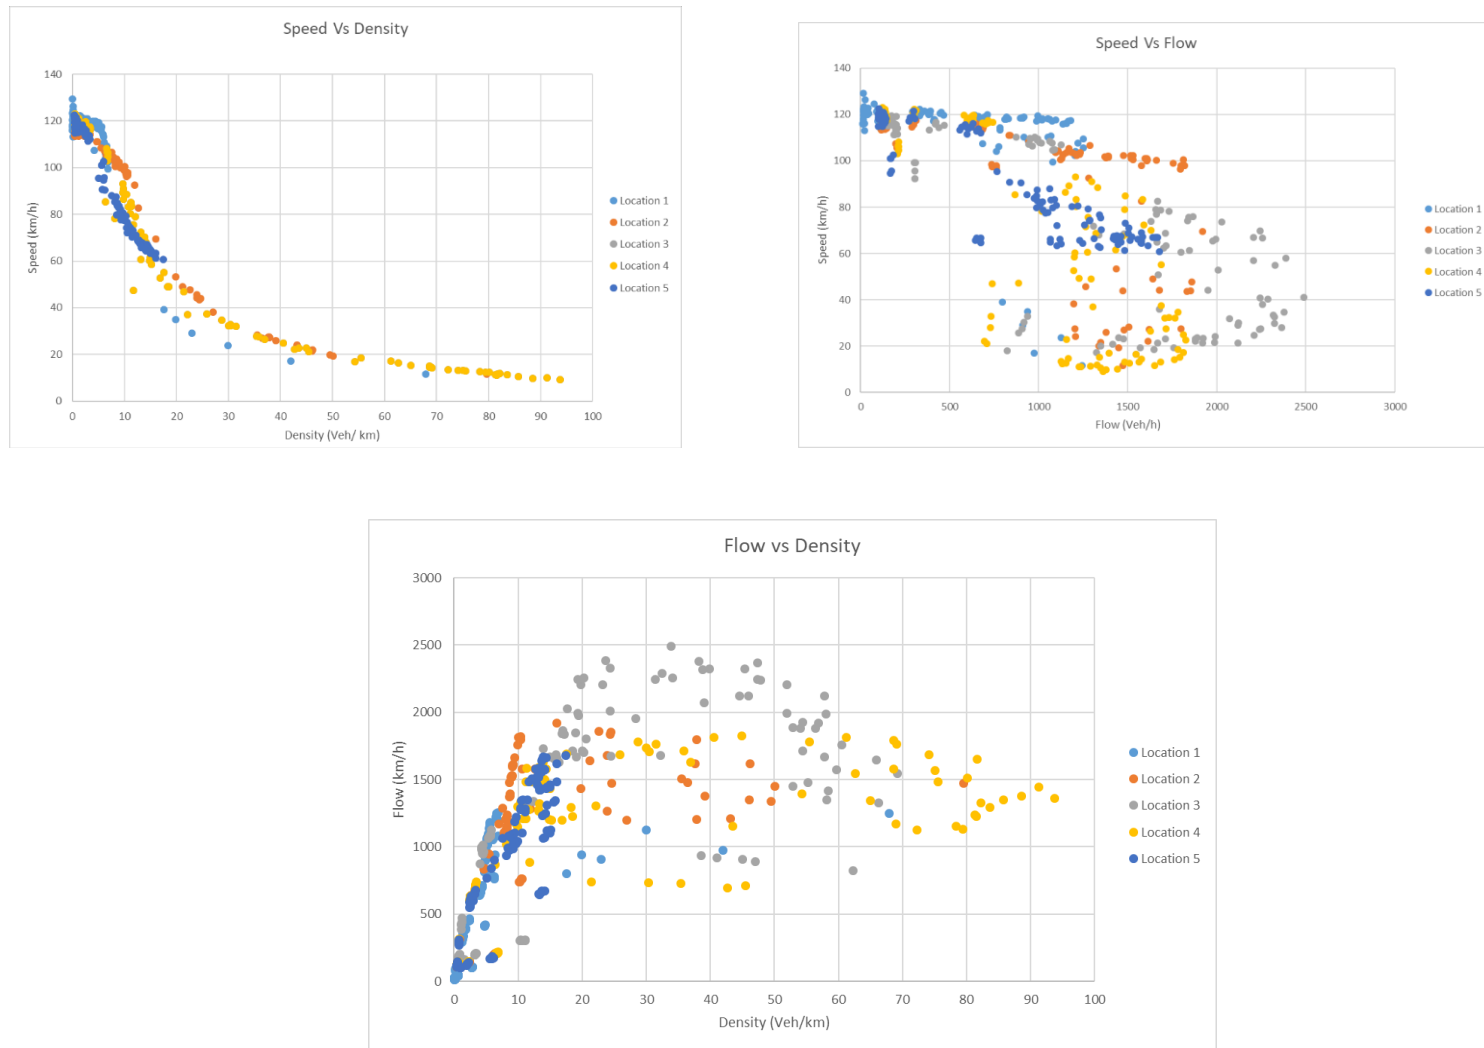 Speed Vs Density
140
120
100
80
60
40
20
0
Speed (km/h)
0 10 20 30 40 50 60 70 80 90 100
Density (Veh/ km)
Location 1
Location 2
Location 3
Location 4
Location 5
Speed Vs Flow
140
120
100
80
60
40
20
0
Speed (km/h)
0 500 1000 1500 2000 2500 3000
Flow (Veh/h)
Location 1
Location 2
Location 3
Location 4
Location 5
Flow vs Density
3000
2500
2000
1500
1000
500
0
Flow (km/h)
0 10 20 30 40 50 60 70 80 90 100
Density (Veh/km)
Location 1
Location 2
Location 3
Location 4
Location 5